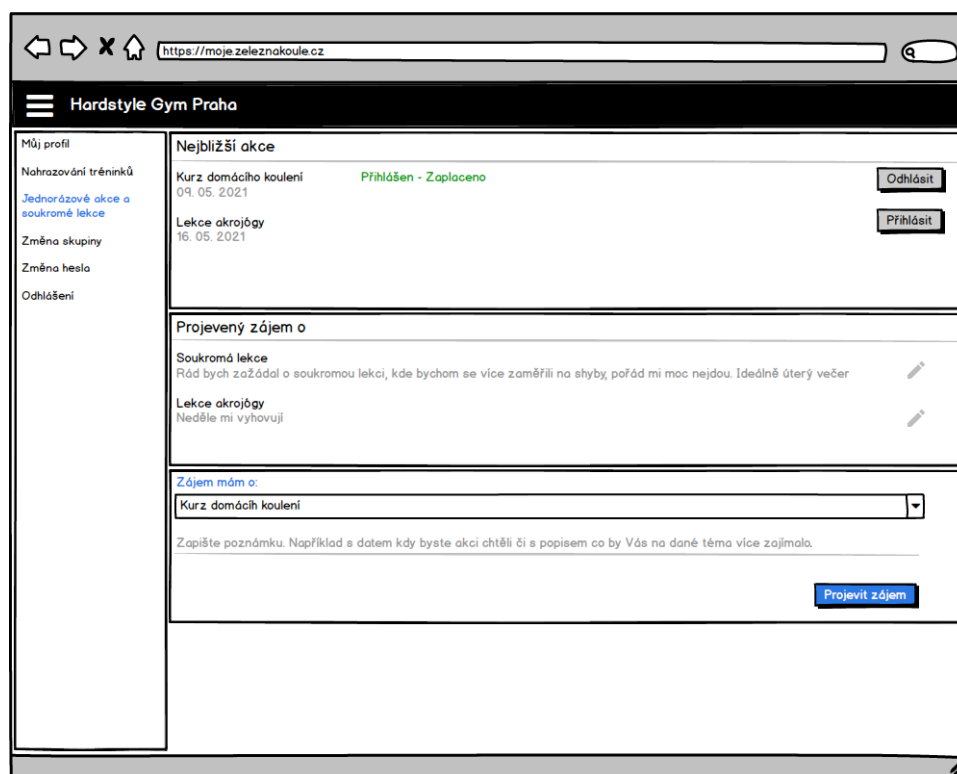 https://moje.zeleznakoule.cz
Hardstyle Gym Praha
Můj profil
Nahrazování tréninků
Jednorázové akce a
soukromé lekce
Změna skupiny
Změna hesla
Odhlášení
Nejbližší akce
Kurz domácího koulení
Přihlášen - Zaplaceno
Odhlásit
09. 05. 2021
Lekce akrojógy
Přihlásit
16. 05. 2021
Projevený zájem o
Soukromá lekce
Rád bych zažádal o soukromou lekci, kde bychom se více zaměřili na shyby, pořád mi moc nejdou. Ideálně úterý večer
Lekce akrojógy
Neděle mi vyhovují
Zájem mám o:
Kurz domácíh koulení
Zapište poznámku. Například s datem kdy byste akci chtěli či s popisem co by Vás na dané téma více zajímalo.
Projevit zájem